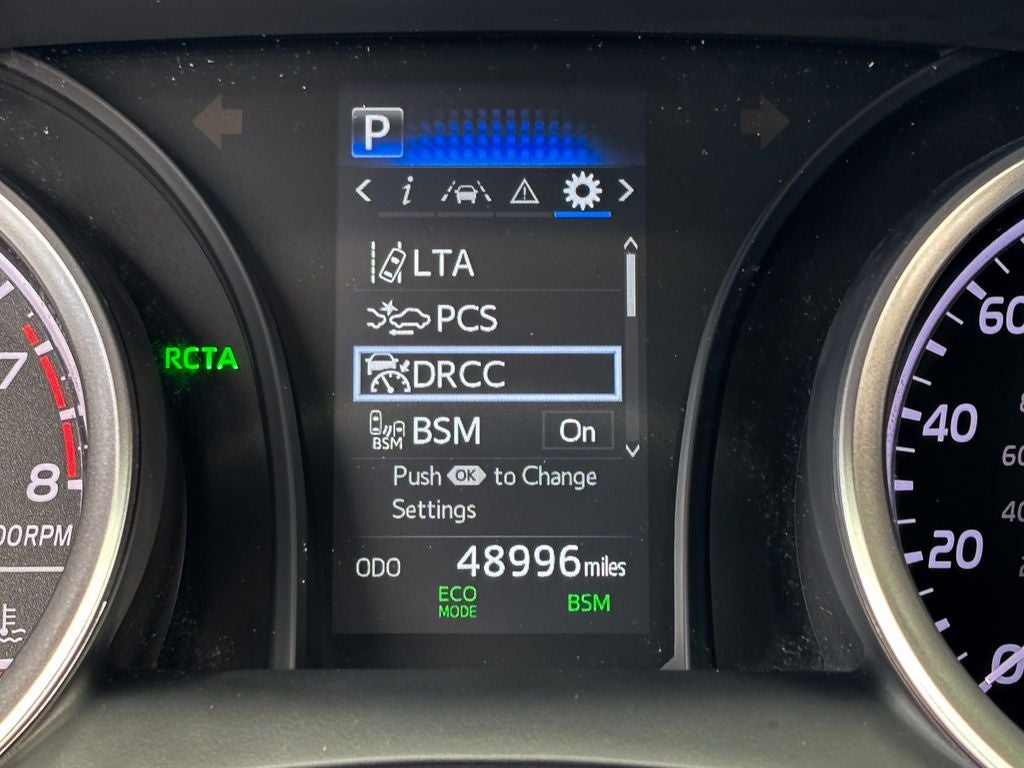 P
i
LTA
PCS
DRCC
BSM BSM On
Push OK to Change
Settings
ODO 48996 miles
ECO
MODE
BSM
RCTA
7
8
00RPM
60
40
20
0
60